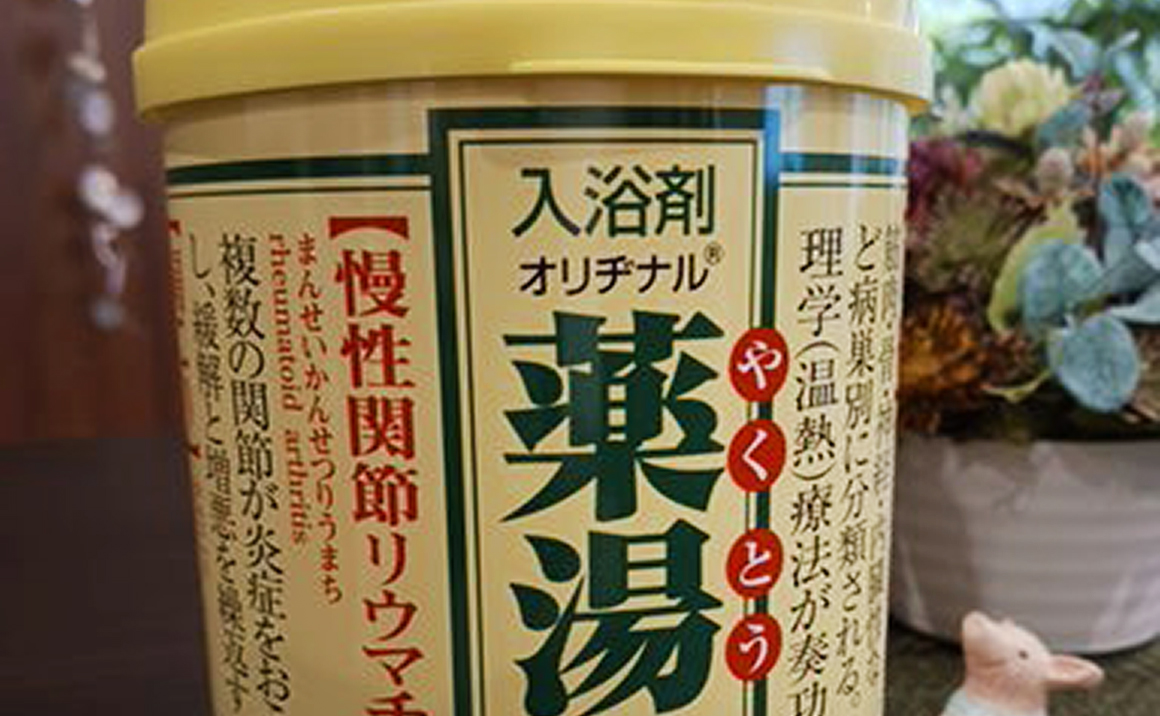 入浴剤
オリヂナル®
薬湯
やくとう
ど病巣別に分類される。
理学（温熱）療法が奏功
【慢性関節リウマチ
まんせいかんせつりうまち
rheumatoid arthritis
複数の関節が炎症をお
し、緩解と増悪を繰返す